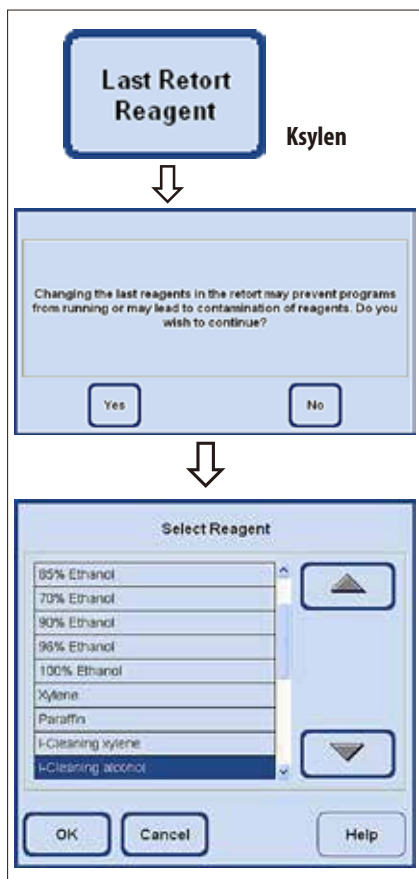 Last Retort
Reagent
Ksylen
Changing the last reagents in the retort may prevent programs
from running or may lead to contamination of reagents. Do you
wish to continue?
Yes
No
Select Reagent
85% Ethanol
70% Ethanol
90% Ethanol
96% Ethanol
100% Ethanol
Xylene
Paraffin
I-Cleaning xylene
I-Cleaning alcohol
OK
Cancel
Help